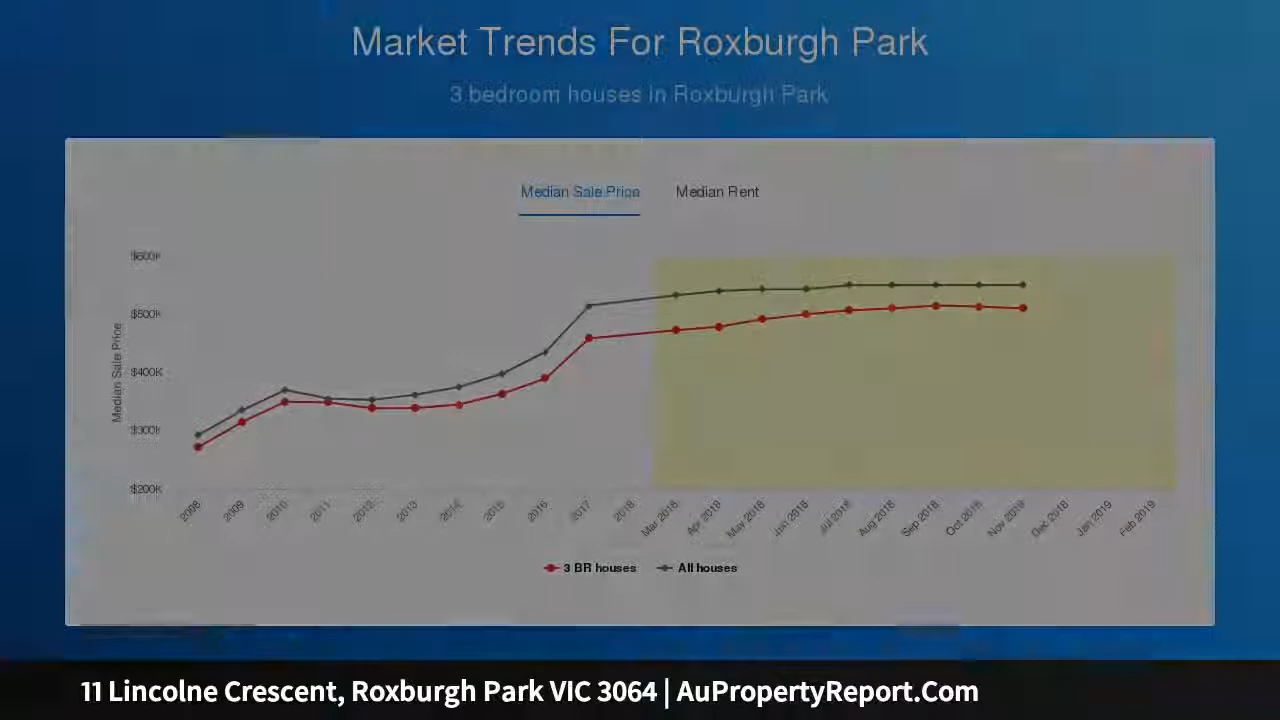 Market Trends For Roxburgh Park
3 bedroom houses in Roxburgh Park
Median Sale Price Median Rent
$600K
$500K
$400K
$300K
$200K
Median Sale Price
2008 2009 2010 2011 2012 2013 2014 2015 2016 2017 2018 Mar 2018 Apr 2018 May 2018 Jun 2018 Jul 2018 Aug 2018 Sep 2018 Oct 2018 Nov 2018 Dec 2018 Jan 2019 Feb 2019
3 BR houses All houses
11 Lincolne Crescent, Roxburgh Park VIC 3064 | AuPropertyReport.Com